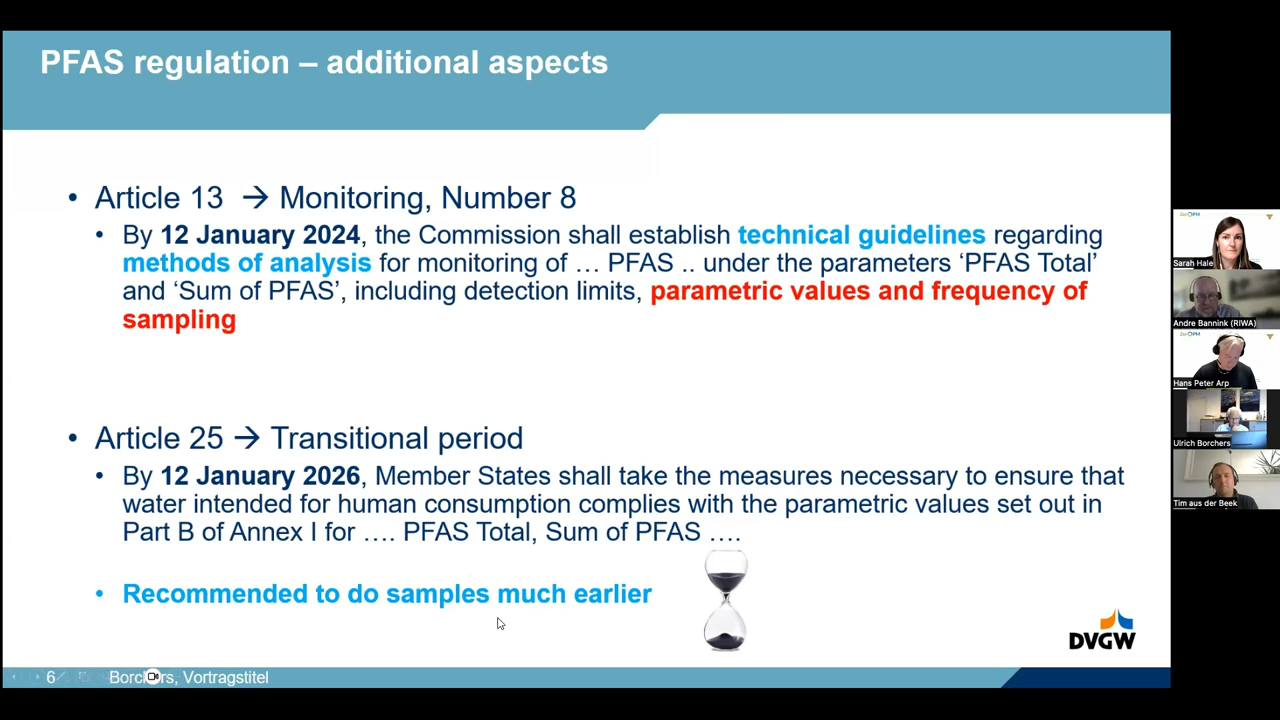 PFAS regulation – additional aspects
• Article 13 → Monitoring, Number 8
• By 12 January 2024, the Commission shall establish technical guidelines regarding
methods of analysis for monitoring of … PFAS .. under the parameters ‘PFAS Total’
and ‘Sum of PFAS’, including detection limits, parametric values and frequency of
sampling
• Article 25 → Transitional period
• By 12 January 2026, Member States shall take the measures necessary to ensure that
water intended for human consumption complies with the parametric values set out in
Part B of Annex I for …. PFAS Total, Sum of PFAS ….
• Recommended to do samples much earlier
DVGW
6 Borchers, Vortragstitel
Sarah Hale
Andre Bannink (RIWA)
Hans Peter Arp
Ulrich Borchers
Tim aus der Beek